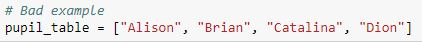 # Bad example
pupil_table = ["Alison", "Brian", "Catalina", "Dion"]